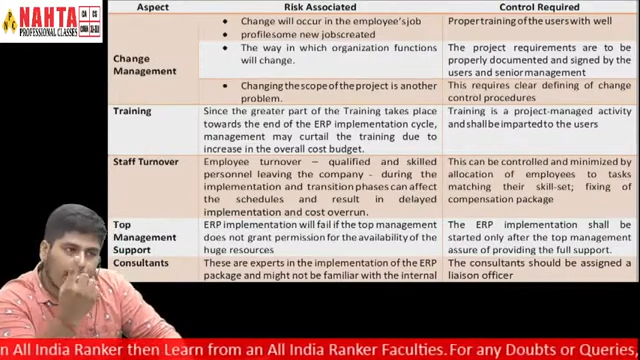 NAHTA
PROFESSIONAL CLASSES
CA
CS
CMA
XI-XII
Aspect Risk Associated Control Required
Change Management
• Change will occur in the employee's job
• profilesome new jobscreated
Proper training of the users with well
• The way in which organization functions
will change.
The project requirements are to be
properly documented and signed by the
users and senior management
• Changing the scope of the project is another
problem.
This requires clear defining of change
control procedures
Training
Since the greater part of the Training takes place
towards the end of the ERP implementation cycle,
management may curtail the training due to
increase in the overall cost budget.
Training is a project-managed activity
and shall be imparted to the users
Staff Turnover
Employee turnover – qualified and skilled
personnel leaving the company - during the
implementation and transition phases can affect
the schedules and result in delayed
implementation and cost overrun.
This can be controlled and minimized by
allocation of employees to tasks
matching their skill-set; fixing of
compensation package
Top
Management
Support
ERP implementation will fail if the top management
does not grant permission for the availability of the
huge resources
The ERP implementation shall be
started only after the top management
assure of providing the full support.
Consultants
These are experts in the implementation of the ERP
package and might not be familiar with the internal
The consultants should be assigned a
liaison officer
n All India Ranker then Learn from an All India Ranker Faculties.For any Doubts or Queries,